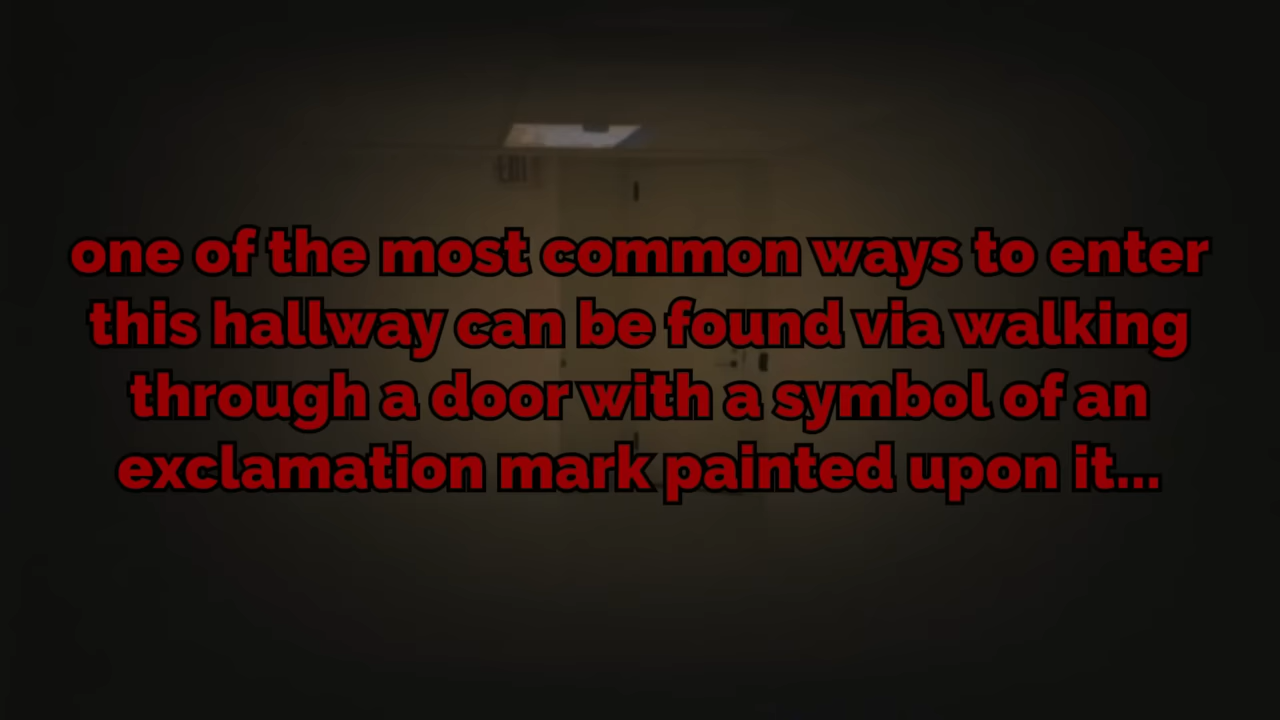 one of the most common ways to enter
this hallway can be found via walking
through a door with a symbol of an
exclamation mark painted upon it...